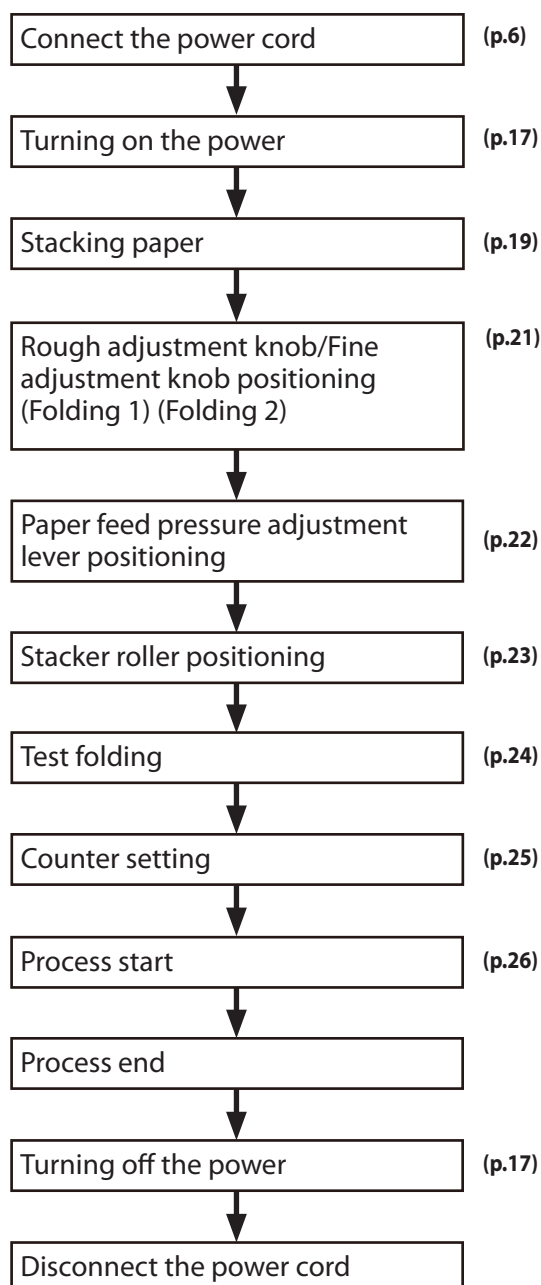 Connect the power cord (p.6)
Turning on the power (p.17)
Stacking paper (p.19)
Rough adjustment knob/Fine (p.21)
adjustment knob positioning
(Folding 1) (Folding 2)
Paper feed pressure adjustment
lever positioning (p.22)
Stacker roller positioning (p.23)
Test folding (p.24)
Counter setting (p.25)
Process start (p.26)
Process end
Turning off the power (p.17)
Disconnect the power cord